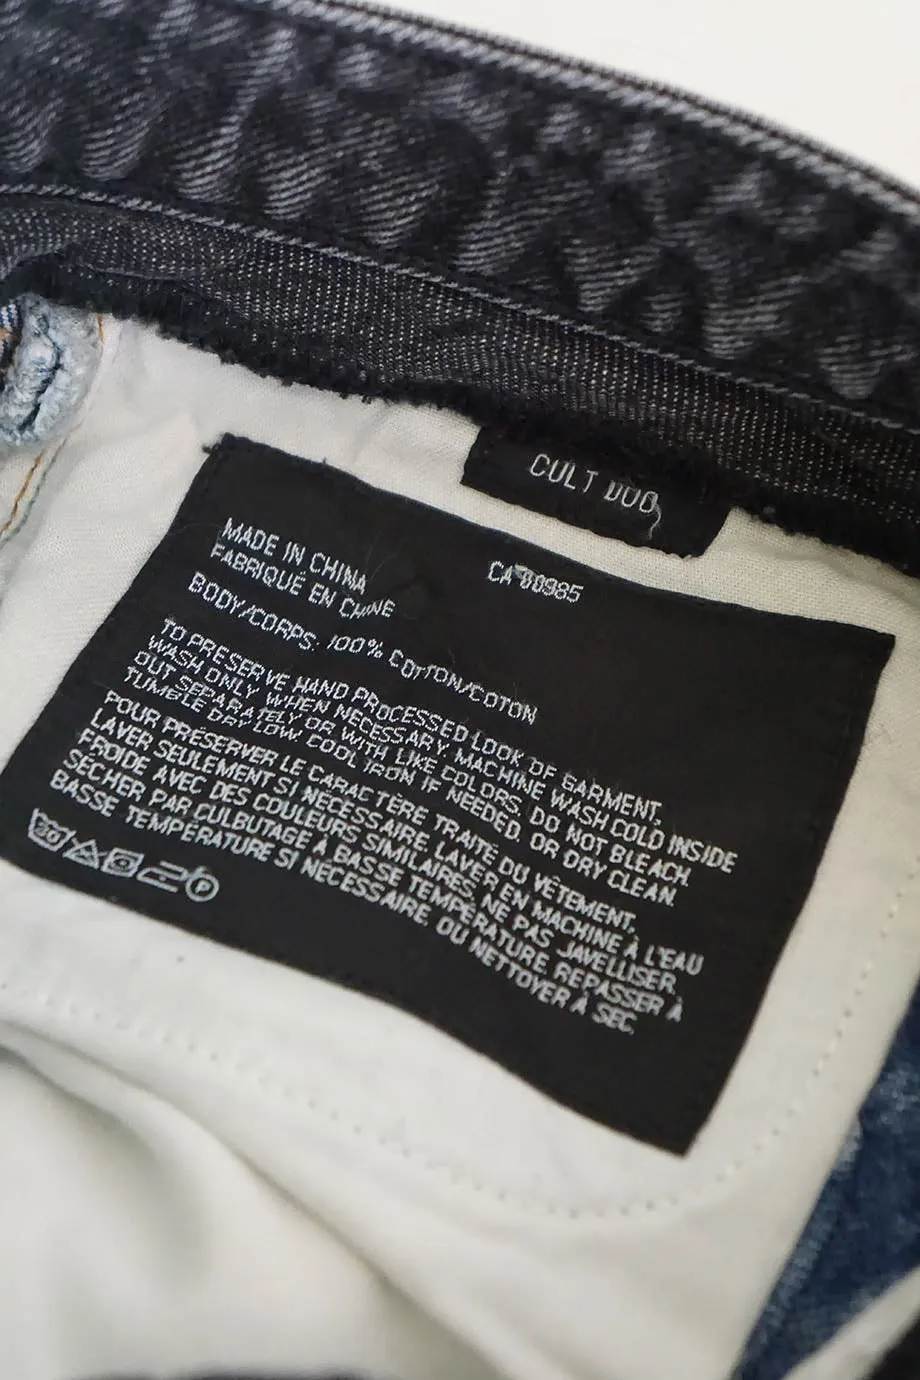 CULT DUO
MADE IN CHINA
FABRIQUÉ EN CHINE
CA 00985
BODY/CORPS: 100% COTTON/COTON
TO PRESERVE HAND PROCESSED LOOK OF GARMENT,
WASH ONLY WHEN NECESSARY. MACHINE WASH COLD INSIDE
OUT SEPARATELY OR WITH LIKE COLORS, DO NOT BLEACH.
TUMBLE DRY LOW. COOL IRON IF NEEDED. OR DRY CLEAN.
POUR PRÉSERVER LE CARACTÈRE TRAITÉ DU VÊTEMENT,
LAVER SEULEMENT SI NÉCESSAIRE, LAVER EN MACHINE À L'EAU
FROIDE AVEC DES COULEURS SIMILAIRES, NE PAS JAVELLISER,
SÉCHER PAR CULBUTAGE À BASSE TEMPÉRATURE, REPASSER À
BASSE TEMPÉRATURE SI NÉCESSAIRE, OU NETTOYER À SEC.